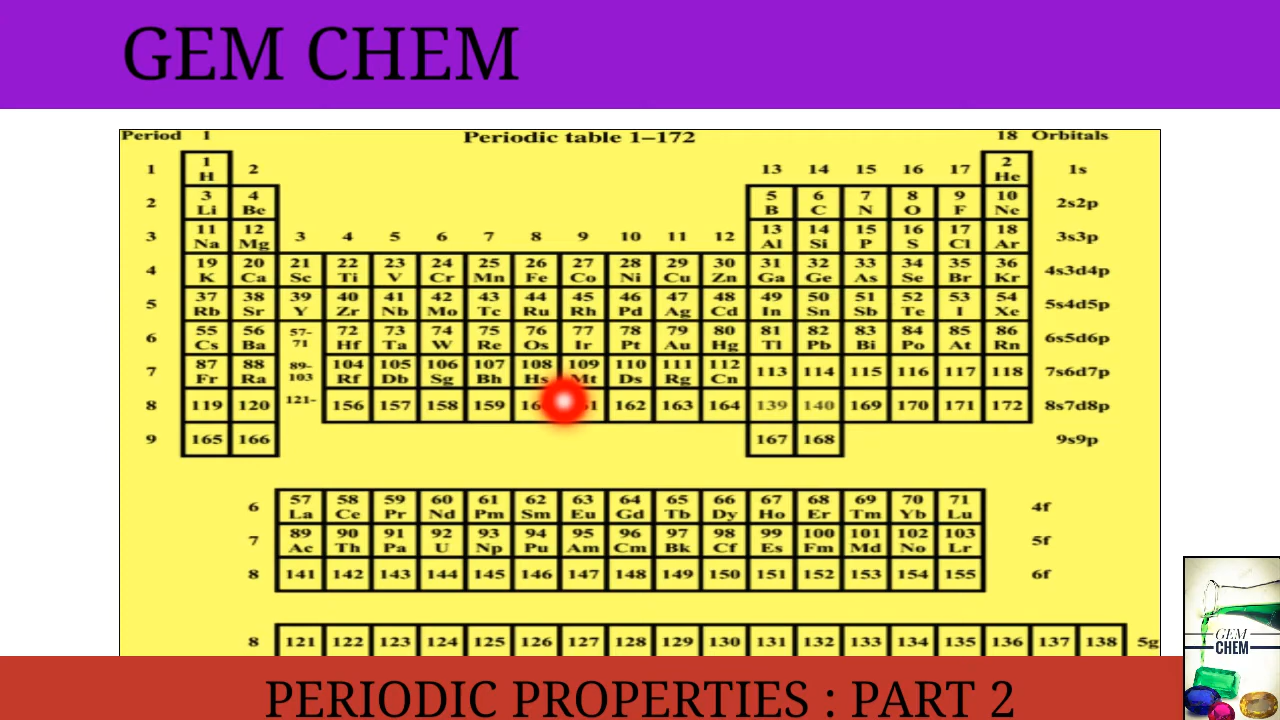 GEM CHEM
Period 1 Periodic table 1–172 18 Orbitals
1 1 2 13 14 15 16 17 2 1s
H He
2 3 4 5 6 7 8 9 10 2s2p
Li Be B C N O F Ne
3 11 12 3 4 5 6 7 8 9 10 11 12 13 14 15 16 17 18 3s3p
Na Mg Al Si P S Cl Ar
4 19 20 21 22 23 24 25 26 27 28 29 30 31 32 33 34 35 36 4s3d4p
K Ca Sc Ti V Cr Mn Fe Co Ni Cu Zn Ga Ge As Se Br Kr
5 37 38 39 40 41 42 43 44 45 46 47 48 49 50 51 52 53 54 5s4d5p
Rb Sr Y Zr Nb Mo Tc Ru Rh Pd Ag Cd In Sn Sb Te I Xe
6 55 56 57- 72 73 74 75 76 77 78 79 80 81 82 83 84 85 86 6s5d6p
Cs Ba 71 Hf Ta W Re Os Ir Pt Au Hg Tl Pb Bi Po At Rn
7 87 88 89- 104 105 106 107 108 109 110 111 112 113 114 115 116 117 118 7s6d7p
Fr Ra 103 Rf Db Sg Bh Hs Mt Ds Rg Cn
8 119 120 121- 156 157 158 159 162 163 164 139 140 169 170 171 172 8s7d8p
9 165 166 167 168 9s9p
6 57 58 59 60 61 62 63 64 65 66 67 68 69 70 71 4f
La Ce Pr Nd Pm Sm Eu Gd Tb Dy Ho Er Tm Yb Lu
7 89 90 91 92 93 94 95 96 97 98 99 100 101 102 103 5f
Ac Th Pa U Np Pu Am Cm Bk Cf Es Fm Md No Lr
8 141 142 143 144 145 146 147 148 149 150 151 152 153 154 155 6f
8 121 122 123 124 125 126 127 128 129 130 131 132 133 134 135 136 137 138 5g
GEM
CHEM
PERIODIC PROPERTIES : PART 2